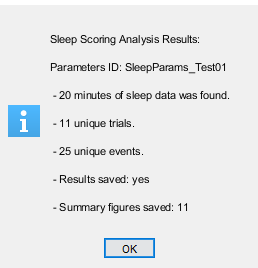 Sleep Scoring Analysis Results:
Parameters ID: SleepParams_Test01
- 20 minutes of sleep data was found.
- 11 unique trials.
- 25 unique events.
- Results saved: yes
- Summary figures saved: 11
OK